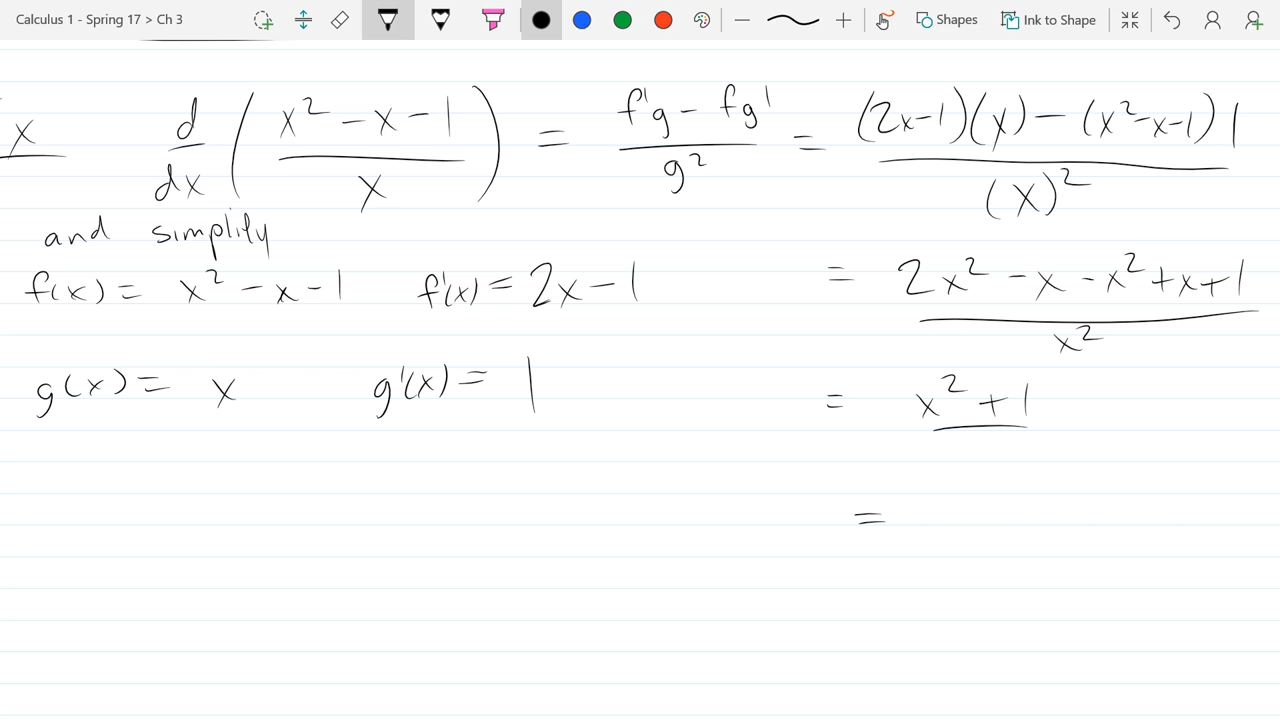 Calculus 1 - Spring 17 > Ch 3
Shapes
Ink to Shape
x
d/dx ( (x² - x - 1) / x ) = (f'g - fg') / g² = ((2x-1)(x) - (x²-x-1) 1) / (x)²
and simplify
f(x) = x² - x - 1 f'(x) = 2x - 1
= (2x² - x - x² + x + 1) / x²
g(x) = x g'(x) = 1
= x² + 1
=